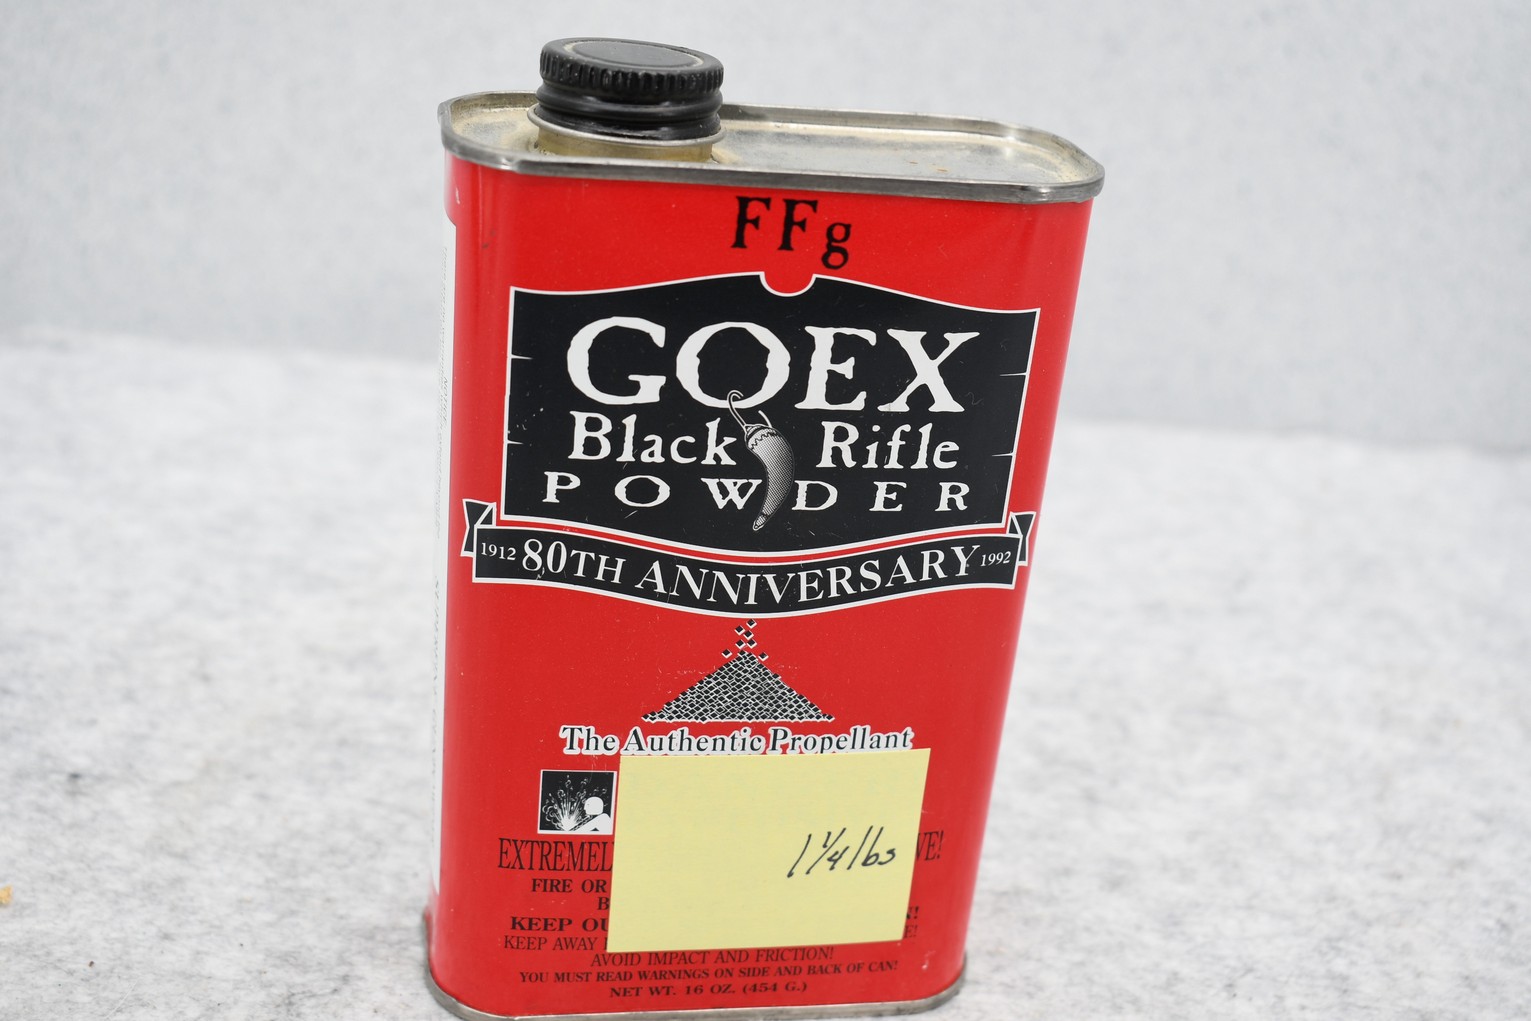 FFg
GOEX
Black Rifle
POWDER
1912 80TH ANNIVERSARY 1992
The Authentic Propellant
1 1/4 lbs
EXTREMEL VE!
FIRE OR
B
KEEP OU !
KEEP AWAY E!
AVOID IMPACT AND FRICTION!
YOU MUST READ WARNINGS ON SIDE AND BACK OF CAN!
NET WT. 16 OZ. (454 G.)